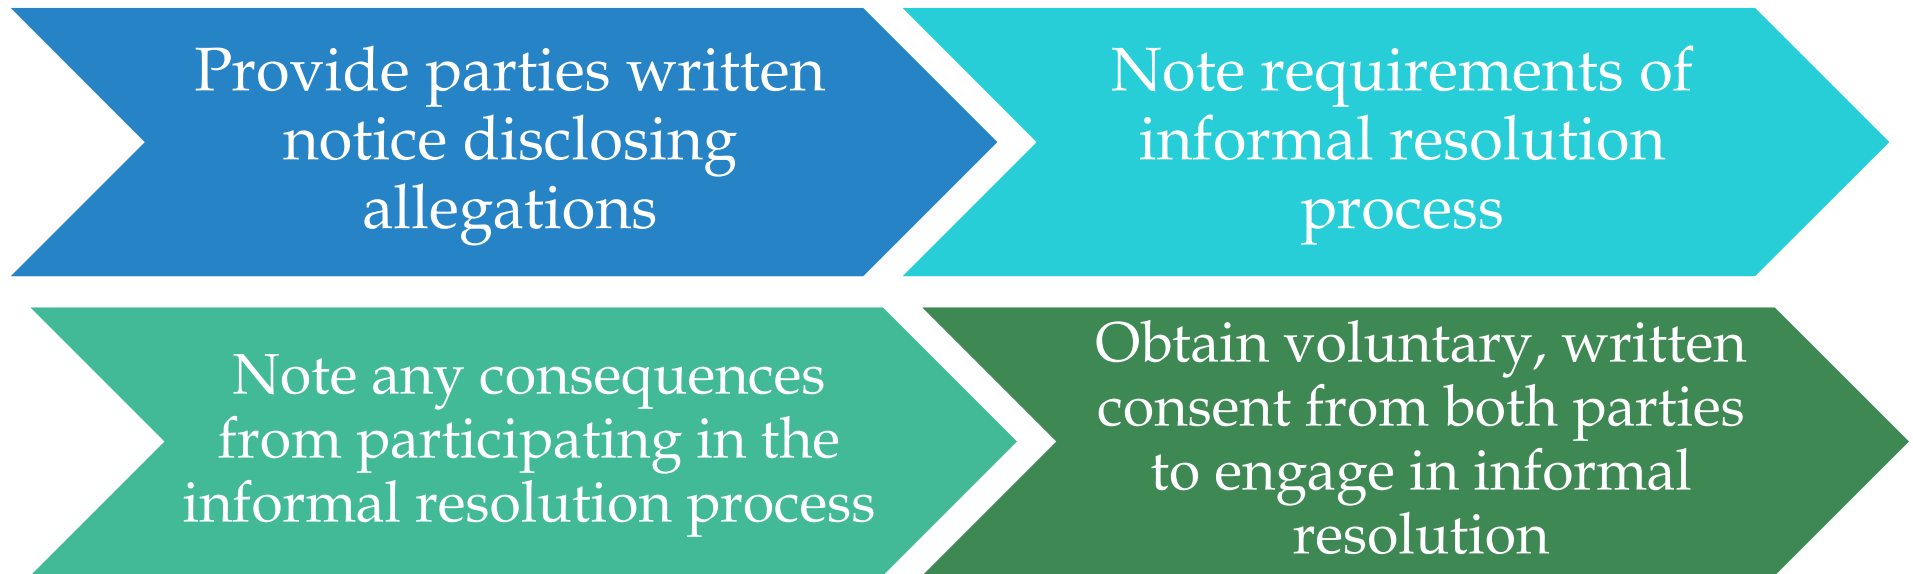 Provide parties written
notice disclosing
allegations
Note requirements of
informal resolution
process
Note any consequences
from participating in the
informal resolution process
Obtain voluntary, written
consent from both parties
to engage in informal
resolution